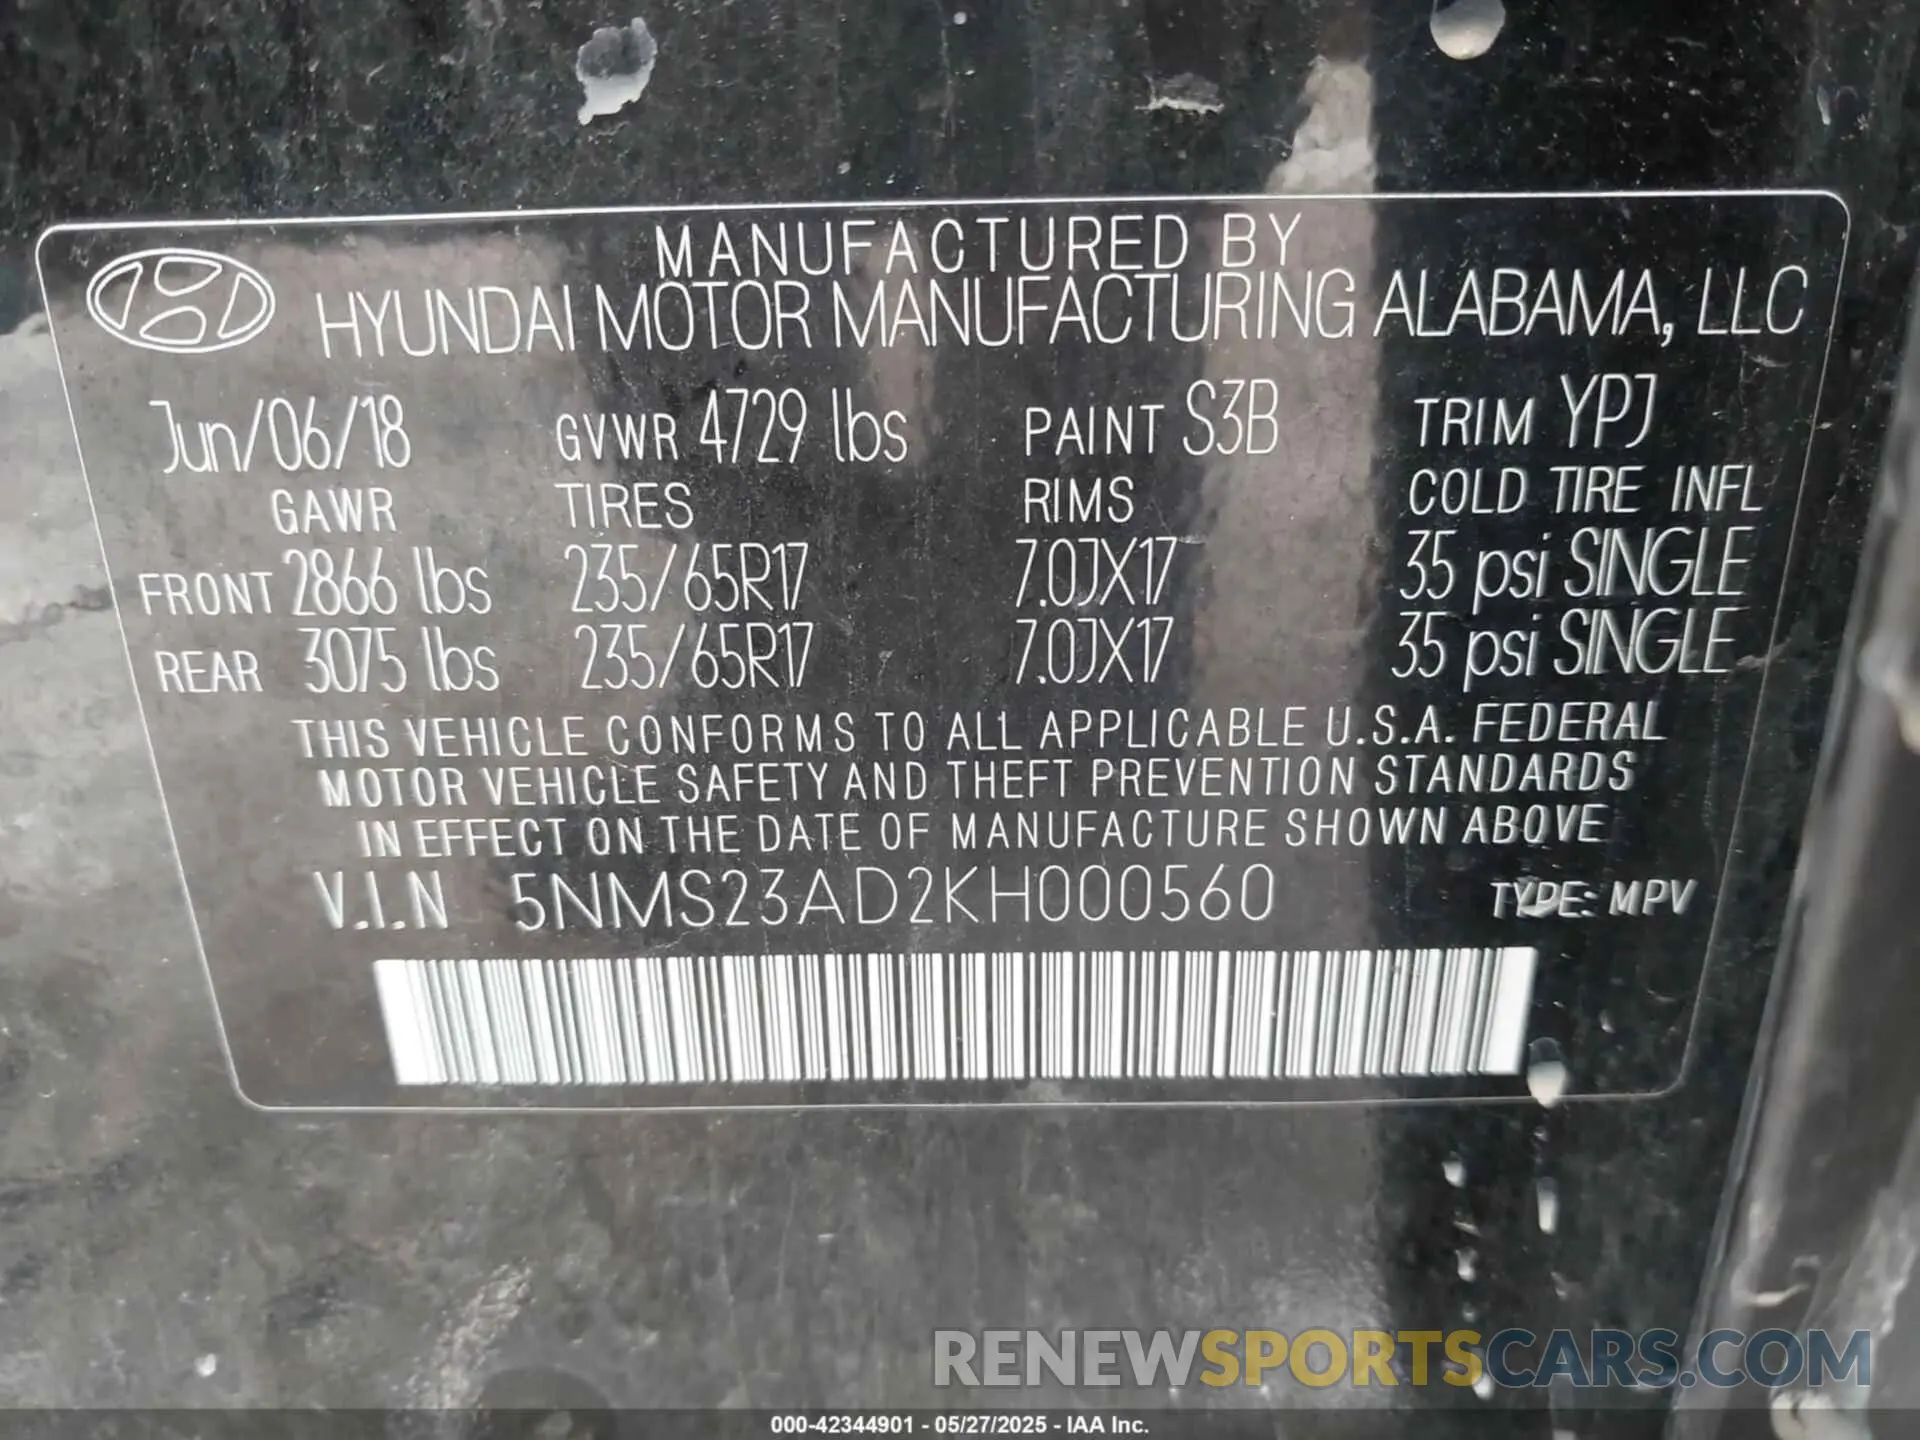 MANUFACTURED BY
HYUNDAI MOTOR MANUFACTURING ALABAMA, LLC
Jun/06/18 GVWR 4729 lbs PAINT S3B TRIM YPJ
GAWR TIRES RIMS COLD TIRE INFL
FRONT 2866 lbs 235/65R17 7.0JX17 35 psi SINGLE
REAR 3075 lbs 235/65R17 7.0JX17 35 psi SINGLE
THIS VEHICLE CONFORMS TO ALL APPLICABLE U.S.A. FEDERAL
MOTOR VEHICLE SAFETY AND THEFT PREVENTION STANDARDS
IN EFFECT ON THE DATE OF MANUFACTURE SHOWN ABOVE
V.I.N 5NMS23AD2KH000560 TYPE: MPV
RENEWSPORTSCARS.COM
000-42344901 - 05/27/2025 - IAA Inc.